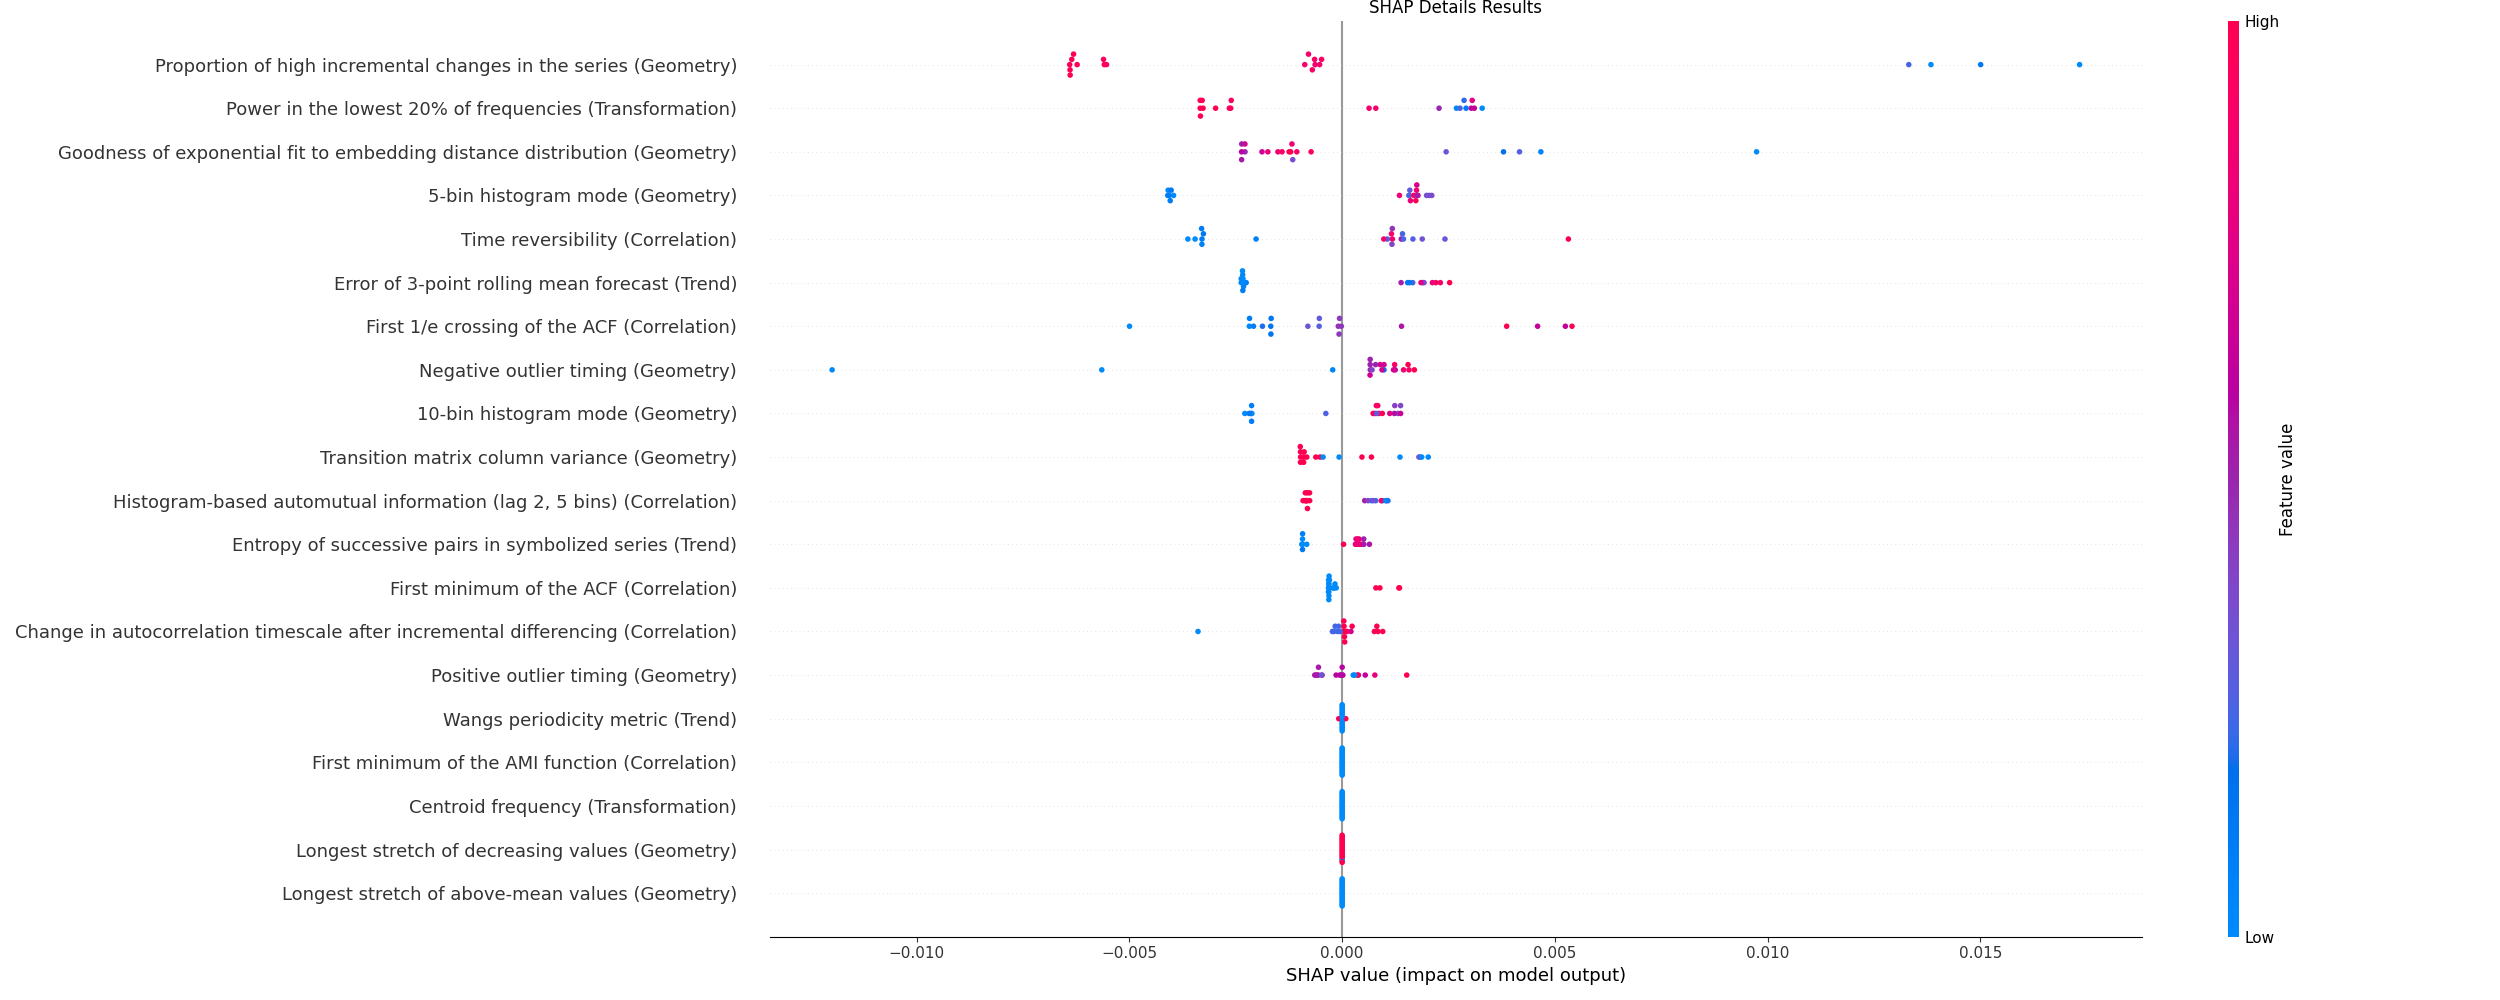 SHAP Details Results
High
Proportion of high incremental changes in the series (Geometry)
Power in the lowest 20% of frequencies (Transformation)
Goodness of exponential fit to embedding distance distribution (Geometry)
5-bin histogram mode (Geometry)
Time reversibility (Correlation)
Error of 3-point rolling mean forecast (Trend)
First 1/e crossing of the ACF (Correlation)
Negative outlier timing (Geometry)
10-bin histogram mode (Geometry)
Transition matrix column variance (Geometry)
Histogram-based automutual information (lag 2, 5 bins) (Correlation)
Entropy of successive pairs in symbolized series (Trend)
First minimum of the ACF (Correlation)
Change in autocorrelation timescale after incremental differencing (Correlation)
Positive outlier timing (Geometry)
Wangs periodicity metric (Trend)
First minimum of the AMI function (Correlation)
Centroid frequency (Transformation)
Longest stretch of decreasing values (Geometry)
Longest stretch of above-mean values (Geometry)
Feature value
Low
−0.010 −0.005 0.000 0.005 0.010 0.015
SHAP value (impact on model output)